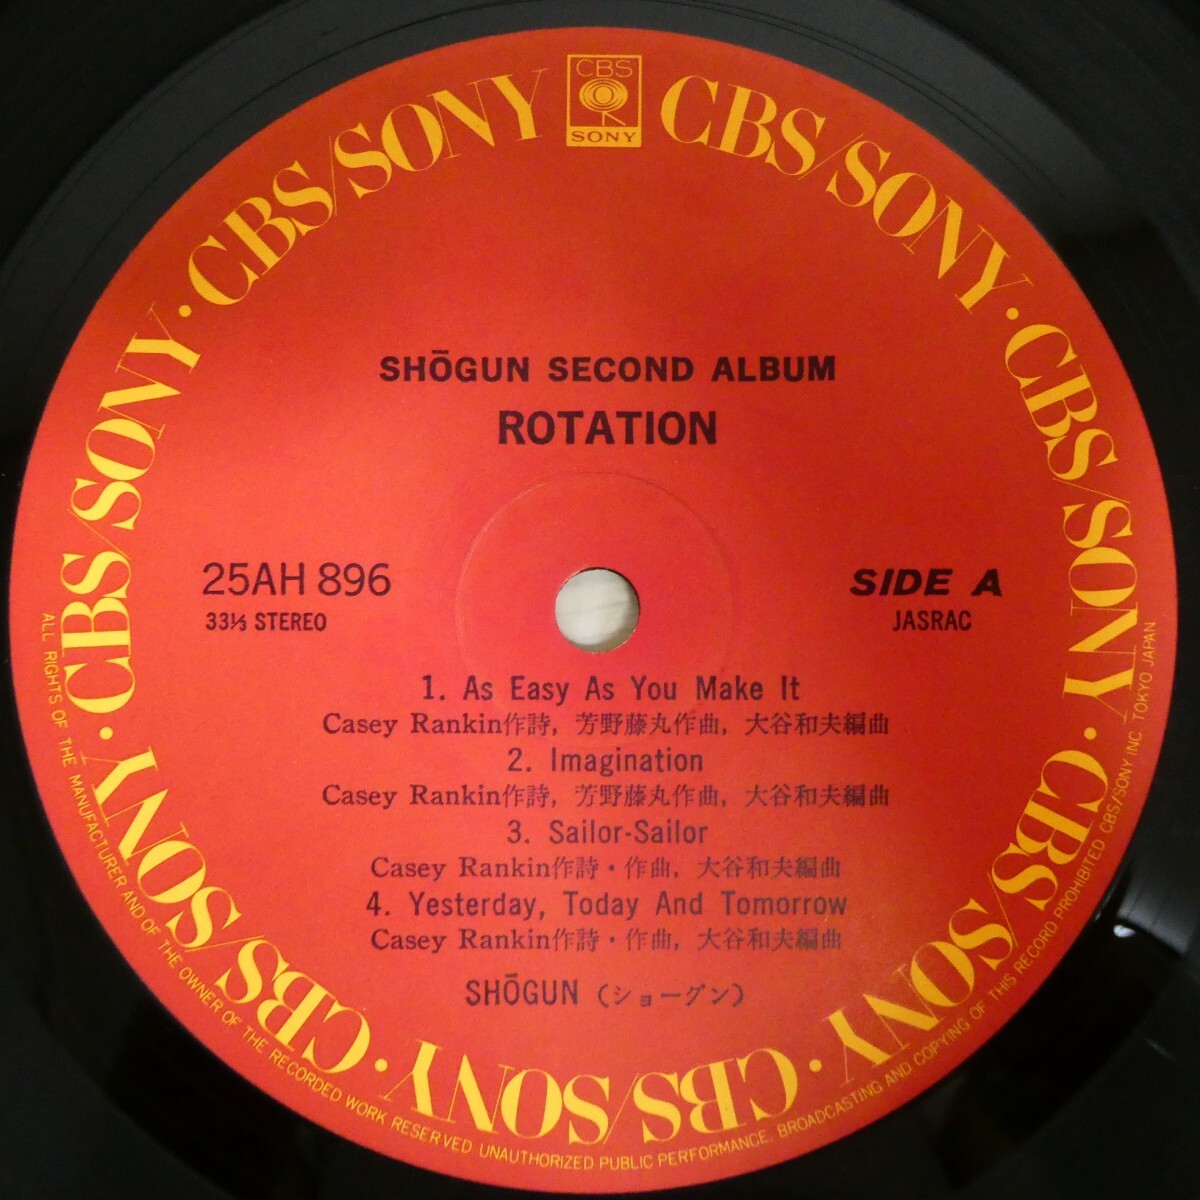 CBS
SONY
CBS/SONY · CBS/SONY · CBS/SONY · CBS/SONY · CBS/SONY · CBS/SONY · CBS/SONY · CBS/SONY
SHŌGUN SECOND ALBUM
ROTATION
25AH 896
33⅓ STEREO
SIDE A
JASRAC
1. As Easy As You Make It
Casey Rankin作詩, 芳野藤丸作曲, 大谷和夫編曲
2. Imagination
Casey Rankin作詩, 芳野藤丸作曲, 大谷和夫編曲
3. Sailor-Sailor
Casey Rankin作詩・作曲, 大谷和夫編曲
4. Yesterday, Today And Tomorrow
Casey Rankin作詩・作曲, 大谷和夫編曲
SHŌGUN (ショーグン)
ALL RIGHTS OF THE MANUFACTURER AND OF THE OWNER OF THE RECORDED WORK RESERVED UNAUTHORIZED PUBLIC PERFORMANCE. BROADCASTING AND COPYING OF THIS RECORD PROHIBITED CBS/SONY INC. TOKYO JAPAN